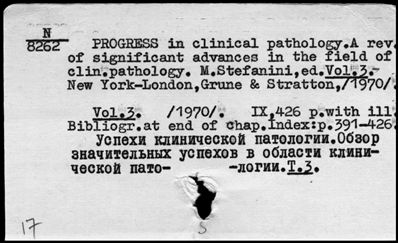 N
8262
PROGRESS in clinical pathology.A rev.
of significant advances in the field of
clin.pathology. M.Stefanini,ed.Vol.3.-
New York-London,Grune & Stratton,/1970/.
Vol.3. /1970/. IX,426 p.with ill.
Bibliogr.at end of chap.Index:p.391-426.
Успехи клинической патологии.Обзор
значительных успехов в области клини-
ческой пато- -логии.Т.3.
17
S